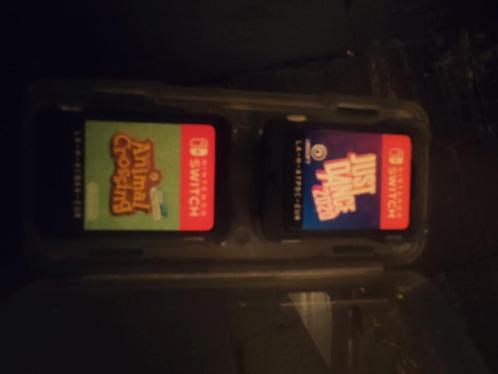 NINTENDO
SWITCH
Animal
Crossing
NINTENDO
SWITCH
JUST
DANCE
2020